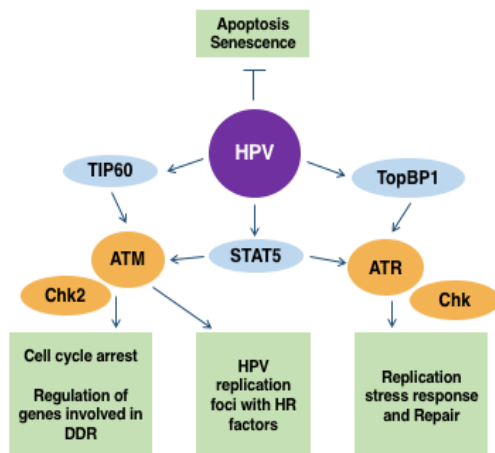 Apoptosis
Senescence
HPV
TIP60
TopBP1
ATM
STAT5
ATR
Chk2
Chk
Cell cycle arrest
Regulation of
genes involved in
DDR
HPV
replication
foci with HR
factors
Replication
stress response
and Repair